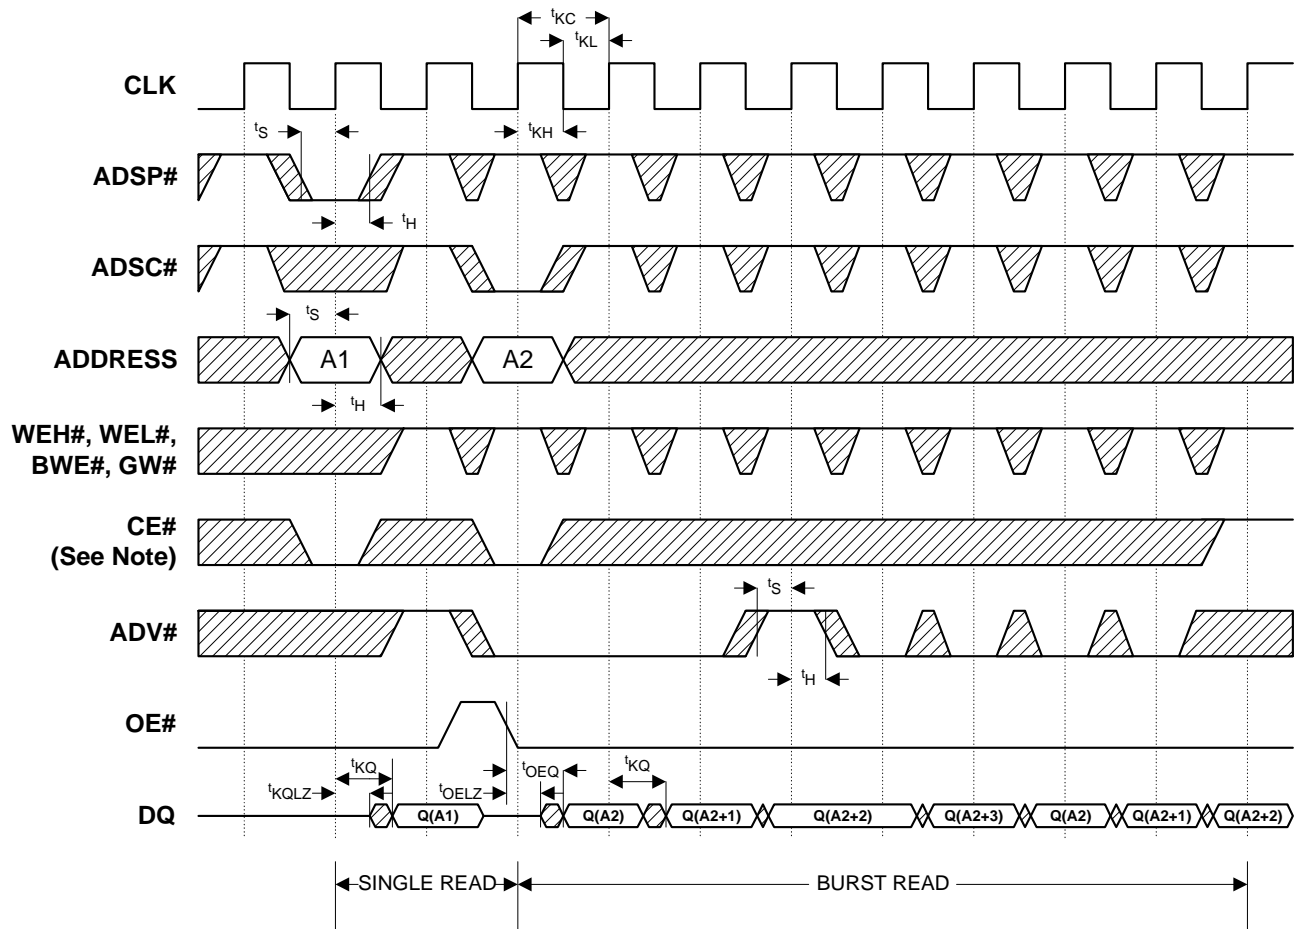 tKC
tKL
CLK
tS
tKH
ADSP#
tH
ADSC#
tS
ADDRESS
A1
A2
tH
WEH#, WEL#,
BWE#, GW#
CE#
(See Note)
tS
ADV#
tH
OE#
tKQ
tOEQ
tKQ
tKQLZ
tOELZ
DQ
Q(A1)
Q(A2)
Q(A2+1)
Q(A2+2)
Q(A2+3)
Q(A2)
Q(A2+1)
Q(A2+2)
SINGLE READ
BURST READ